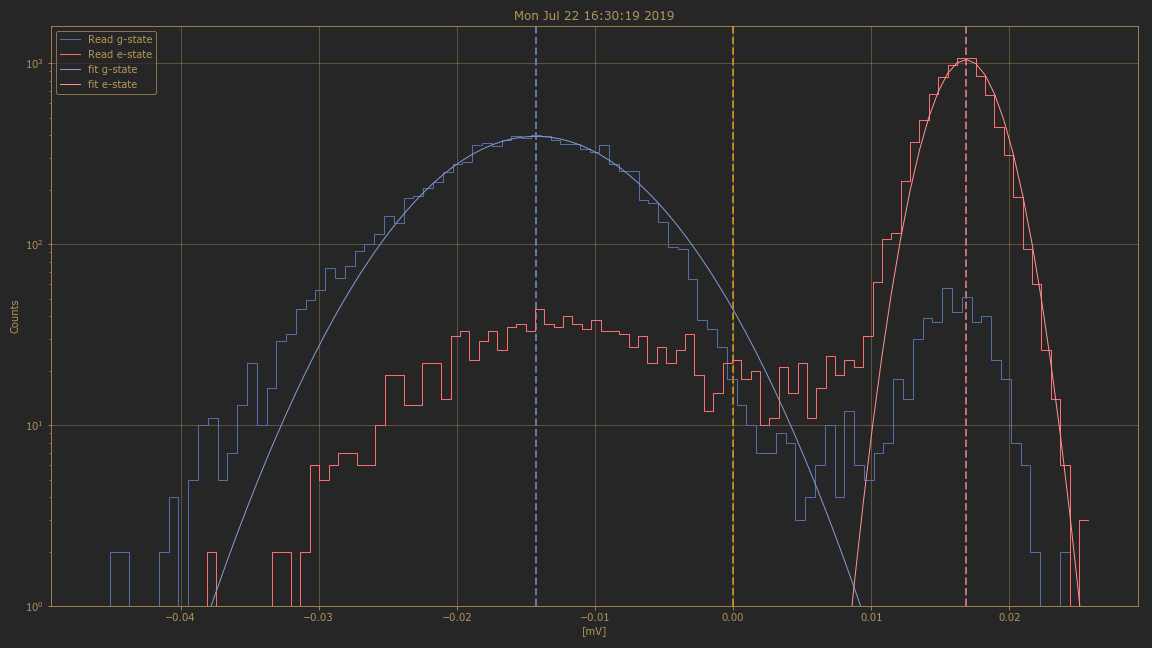 Mon Jul 22 16:30:19 2019
Read g-state
Read e-state
fit g-state
fit e-state
Counts
10³
10²
10¹
10⁰
−0.04 −0.03 −0.02 −0.01 0.00 0.01 0.02
[mV]